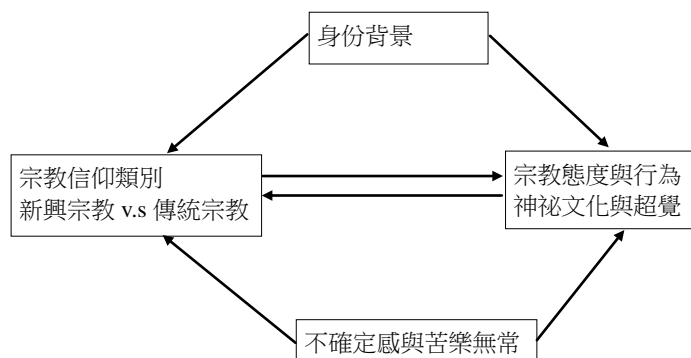 身份背景
宗教信仰類別
新興宗教 v.s 傳統宗教
宗教態度與行為
神祕文化與超覺
不確定感與苦樂無常